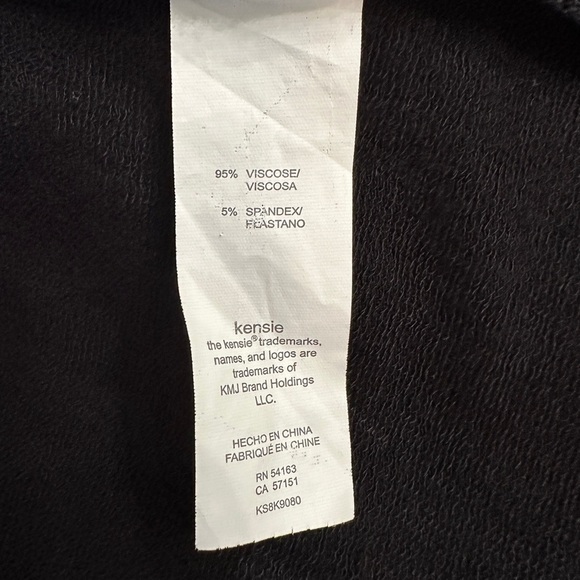 95% VISCOSE/
VISCOSA
5% SPANDEX/
ELASTANO
kensie
the kensie® trademarks,
names, and logos are
trademarks of
KMJ Brand Holdings
LLC.
HECHO EN CHINA
FABRIQUÉ EN CHINE
RN 54163
CA 57151
KS8K9080